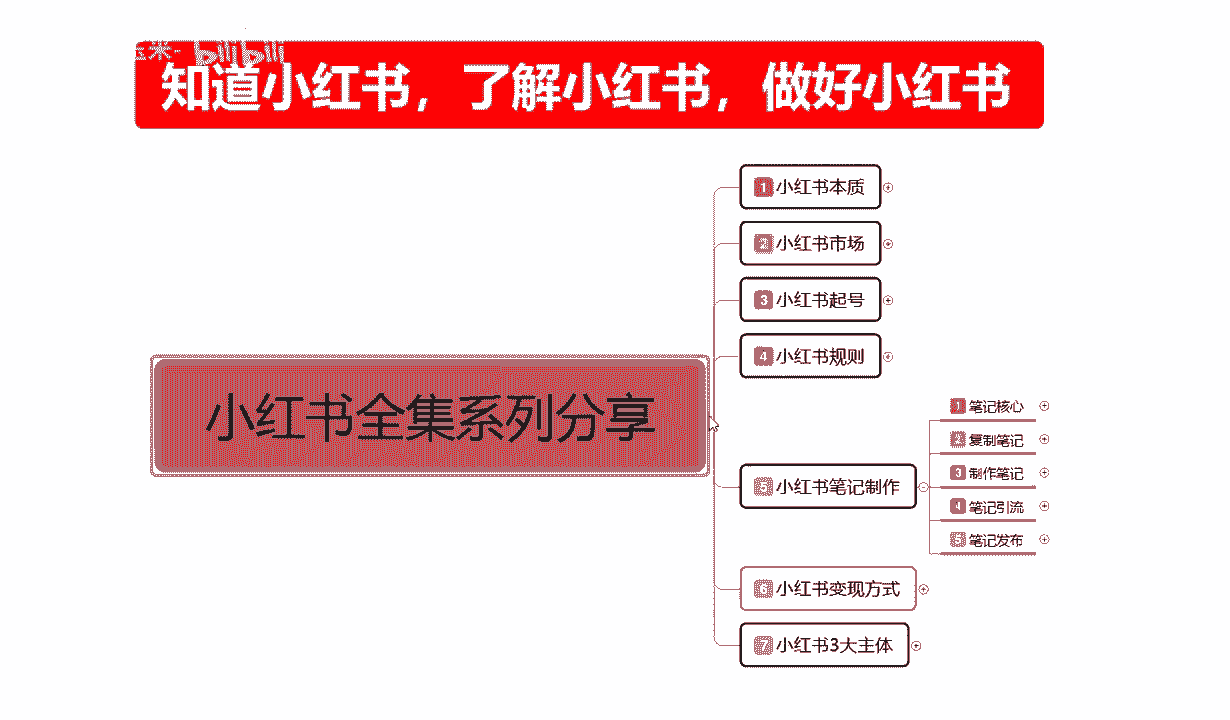 玉米- bilibili
知道小红书，了解小红书，做好小红书
小红书全集系列分享
1 小红书本质
2 小红书市场
3 小红书起号
4 小红书规则
5 小红书笔记制作
1 笔记核心
2 复制笔记
3 制作笔记
4 笔记引流
5 笔记发布
6 小红书变现方式
7 小红书3大主体